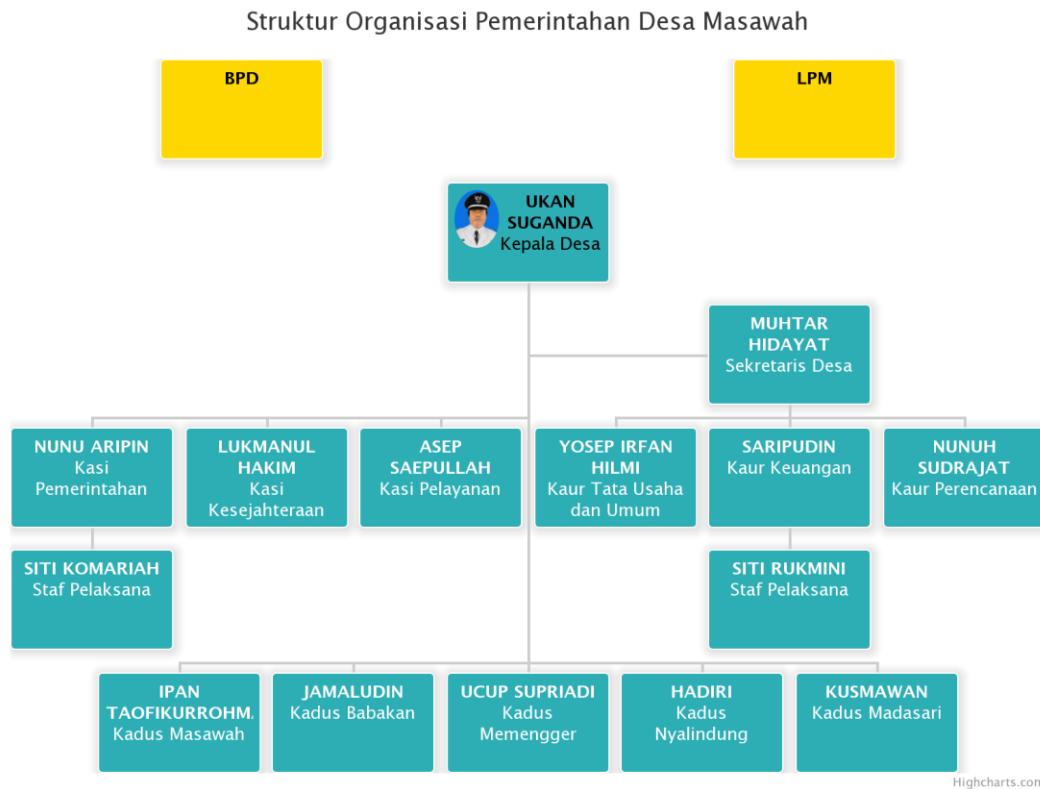 Struktur Organisasi Pemerintahan Desa Masawah
BPD
LPM
UKAN
SUGANDA
Kepala Desa
MUHTAR
HIDAYAT
Sekretaris Desa
NUNU ARIPIN
Kasi
Pemerintahan
LUKMANUL
HAKIM
Kasi
Kesejahteraan
ASEP
SAEPULLAH
Kasi Pelayanan
YOSEP IRFAN
HILMI
Kaur Tata Usaha
dan Umum
SARIPUDIN
Kaur Keuangan
NUNUH
SUDRAJAT
Kaur Perencanaan
SITI KOMARIAH
Staf Pelaksana
SITI RUKMINI
Staf Pelaksana
IPAN
TAOFIKURROHM.
Kadus Masawah
JAMALUDIN
Kadus Babakan
UCUP SUPRIADI
Kadus
Memengger
HADIRI
Kadus
Nyalindung
KUSMAWAN
Kadus Madasari
Highcharts.com